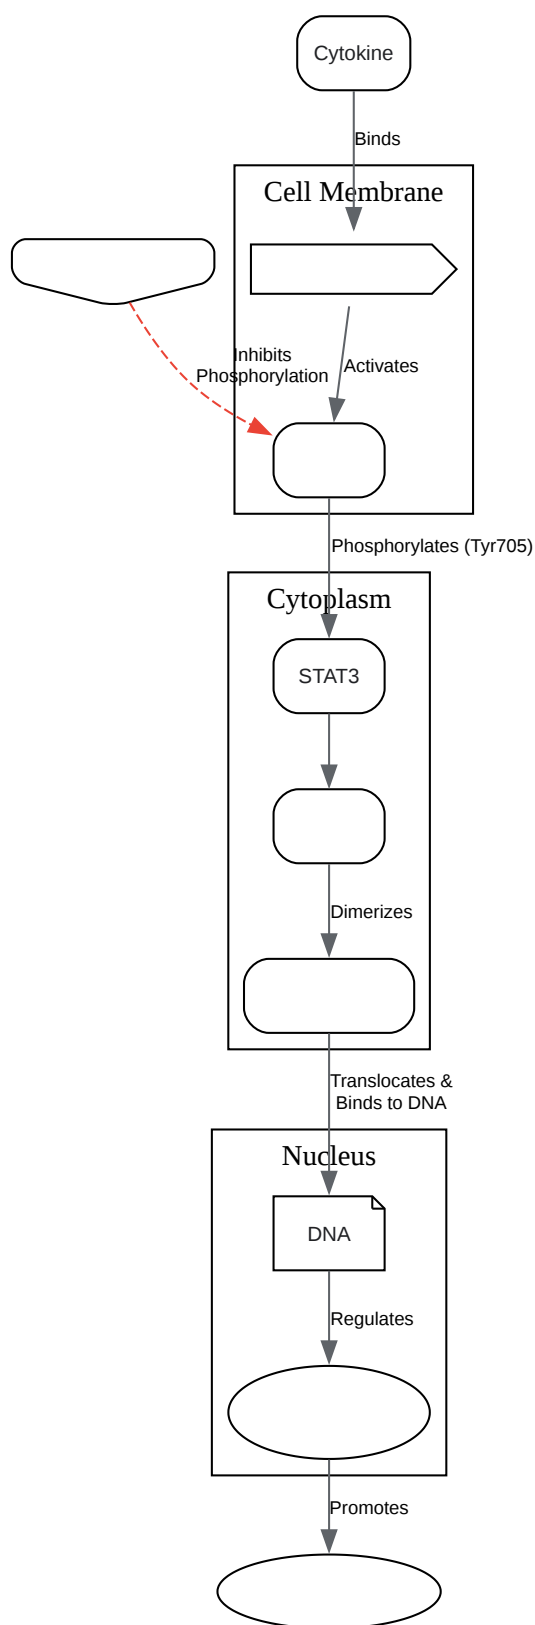 Cytokine
Binds
Cell Membrane
Inhibits
Phosphorylation
Activates
Phosphorylates (Tyr705)
Cytoplasm
STAT3
Dimerizes
Translocates &
Binds to DNA
Nucleus
DNA
Regulates
Promotes